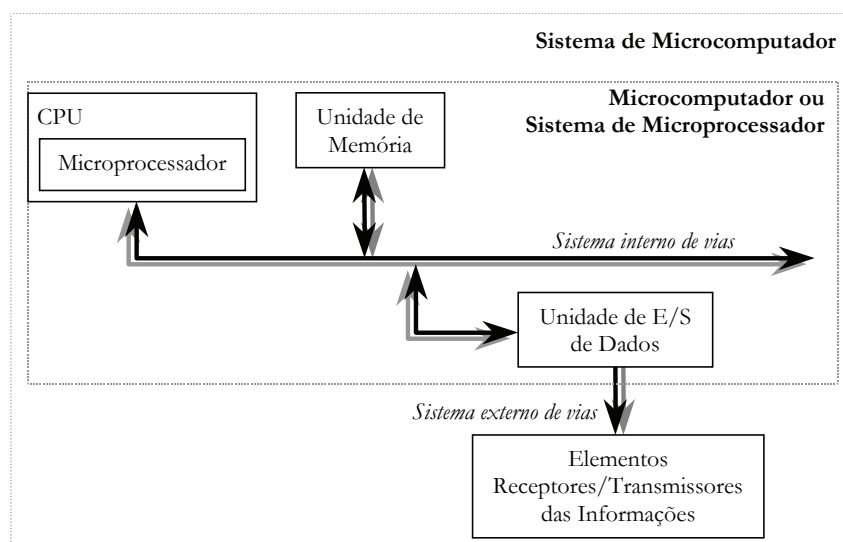 Sistema de Microcomputador
Microcomputador ou
Sistema de Microprocessador
CPU
Microprocessador
Unidade de
Memória
Sistema interno de vias
Unidade de E/S
de Dados
Sistema externo de vias
Elementos
Receptores/Transmissores
das Informações